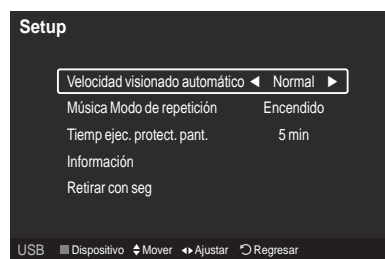 Setup
Velocidad visionado automático ◀ Normal ▶
Música Modo de repetición Encendido
Tiemp ejec. protect. pant. 5 min
Información
Retirar con seg
USB Dispositivo Mover Ajustar Regresar